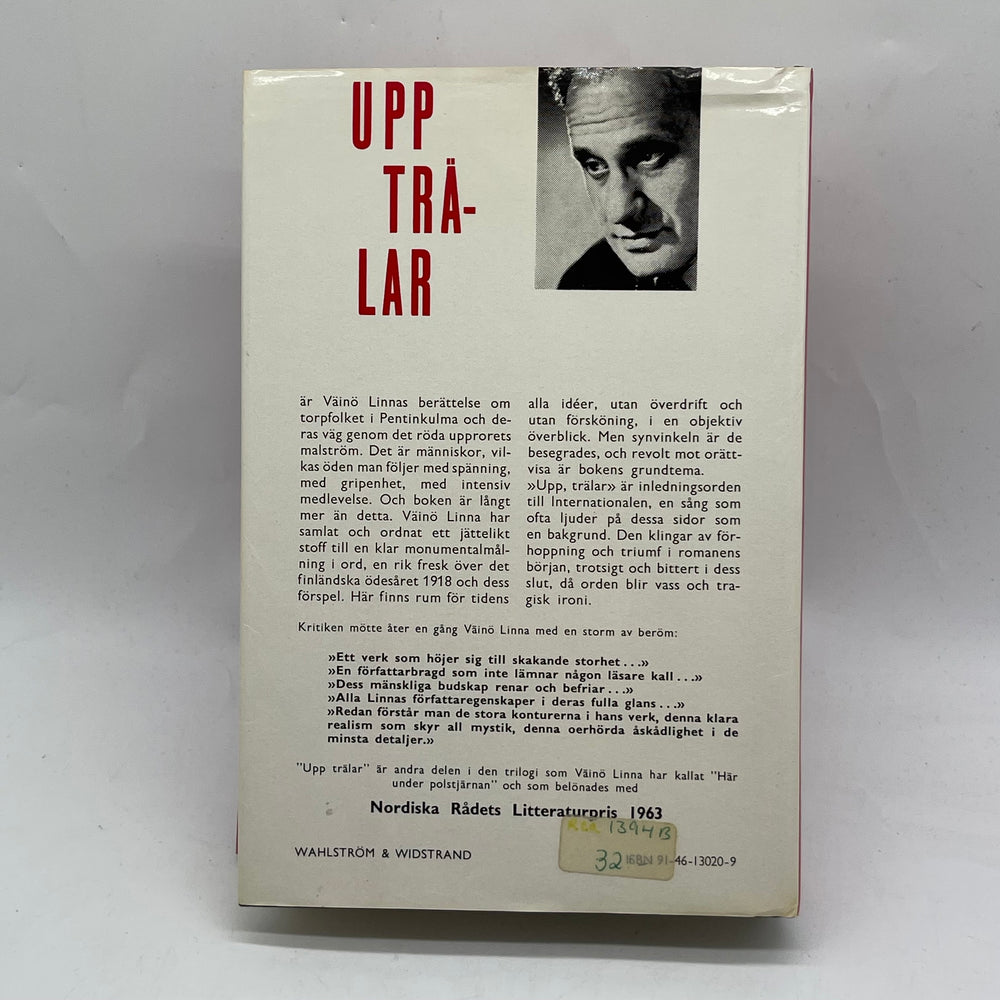 UPP
TRÄ-
LAR
är Väinö Linnas berättelse om
torpfolket i Pentinkulma och de-
ras väg genom det röda upprorets
malström. Det är människor, vil-
kas öden man följer med spänning,
med gripenhet, med intensiv
medlevelse. Och boken är långt
mer än detta. Väinö Linna har
samlat och ordnat ett jättelikt
stoff till en klar monumentalmål-
ning i ord, en rik fresk över det
finländska ödesåret 1918 och dess
förspel. Här finns rum för tidens
alla idéer, utan överdrift och
utan försköning, i en objektiv
överblick. Men synvinkeln är de
besegrades, och revolt mot orätt-
visa är bokens grundtema.
»Upp, trälar» är inledningsorden
till Internationalen, en sång som
ofta ljuder på dessa sidor som
en bakgrund. Den klingar av för-
hoppning och triumf i romanens
början, trotsigt och bittert i dess
slut, då orden blir vass och tra-
gisk ironi.
Kritiken mötte åter en gång Väinö Linna med en storm av beröm:
»Ett verk som höjer sig till skakande storhet...»
»En författarbragd som inte lämnar någon läsare kall...»
»Dess mänskliga budskap renar och befriar...»
»Alla Linnas författaregenskaper i deras fulla glans...»
»Redan förstår man de stora konturerna i hans verk, denna klara
realism som skyr all mystik, denna oerhörda åskådlighet i de
minsta detaljer.»
"Upp trälar" är andra delen i den trilogi som Väinö Linna har kallat "Här
under polstjärnan" och som belönades med
Nordiska Rådets Litteraturpris 1963
1394B
32
WAHLSTRÖM & WIDSTRAND
ISBN 91-46-13020-9